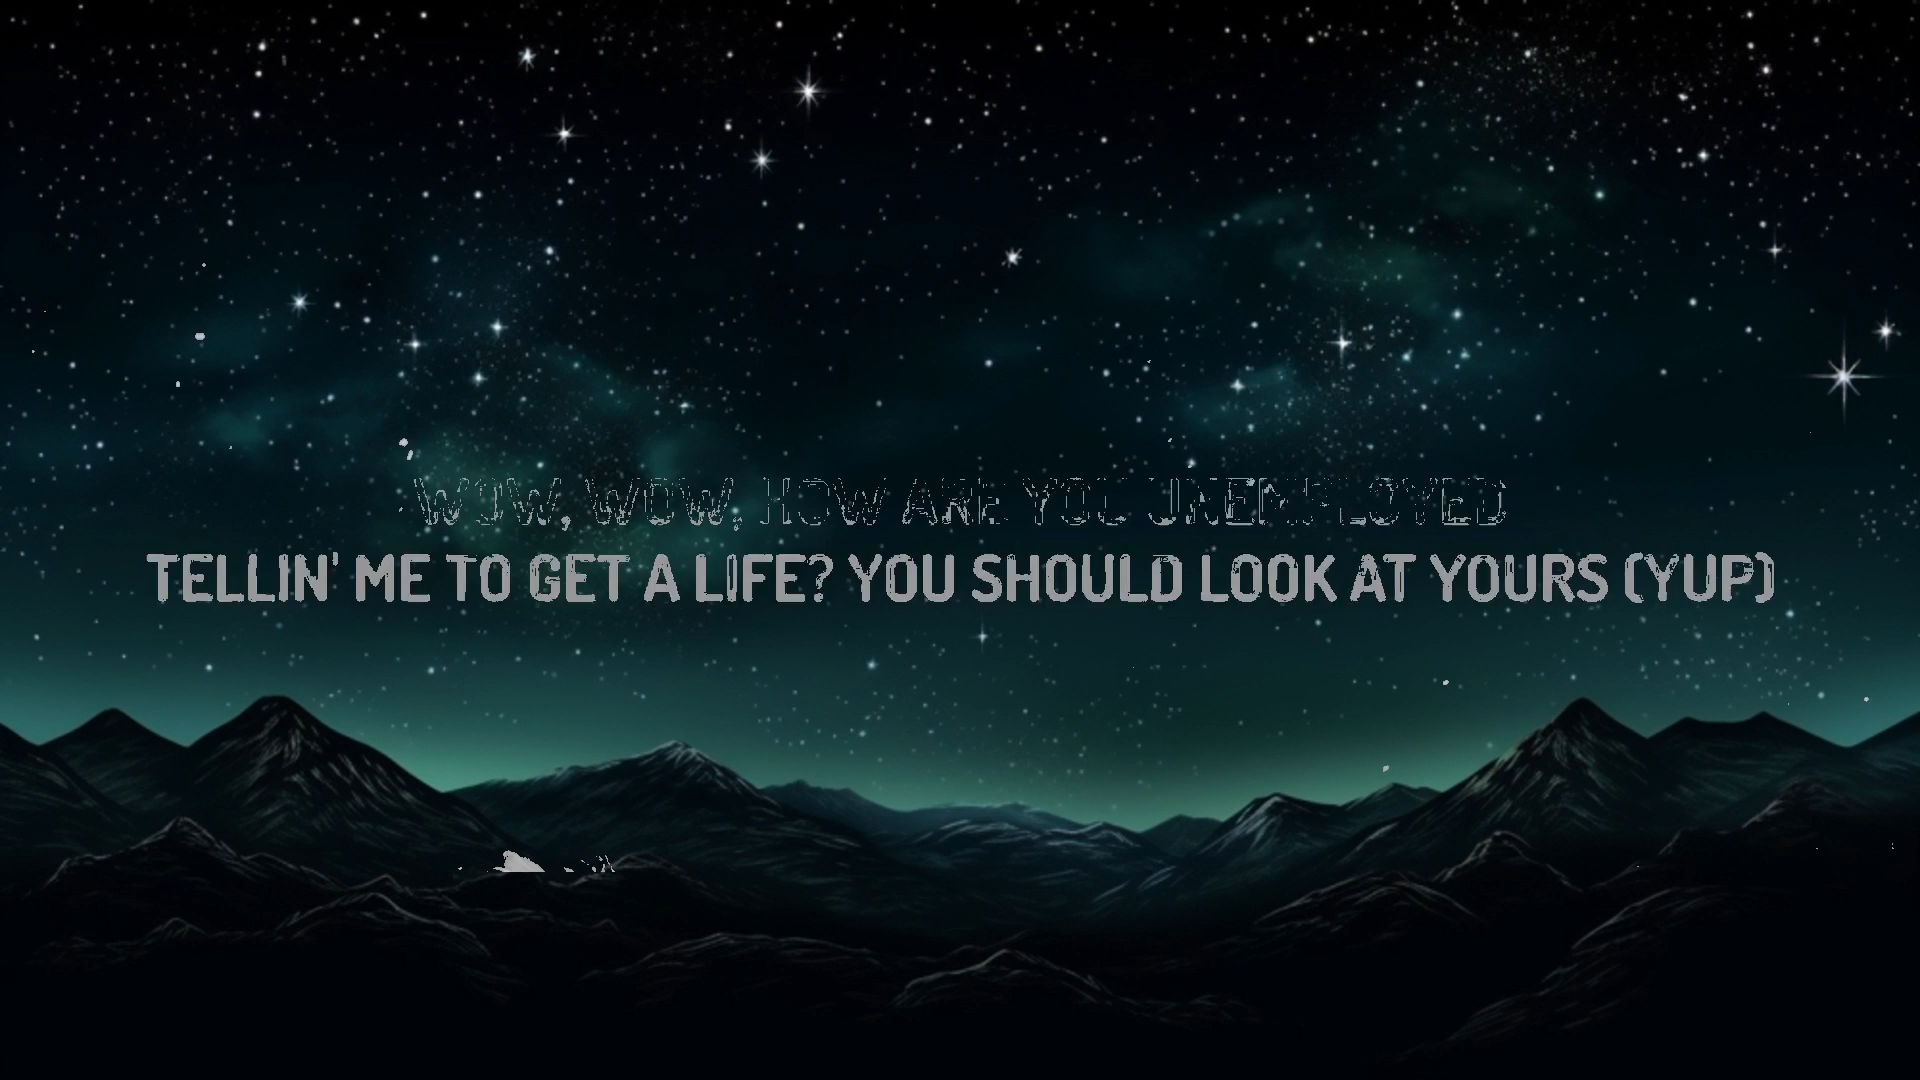 WOW, WOW, HOW ARE YOU UNEMPLOYED
TELLIN' ME TO GET A LIFE? YOU SHOULD LOOK AT YOURS (YUP)